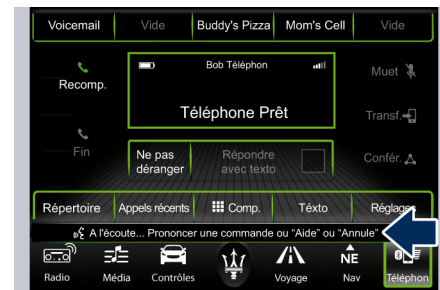 Voicemail Vide Buddy's Pizza Mom's Cell Vide
Bob Téléphon
Muet
Recomp.
Téléphone Prêt
Transf.
Fin
Ne pas
déranger
Répondre
avec texto
Confér.
Répertoire Appels récents Comp. Téxto Réglages
A l'écoute... Prononcer une commande ou "Aide" ou "Annule"
NE
Radio Média Contrôles Voyage Nav Téléphon